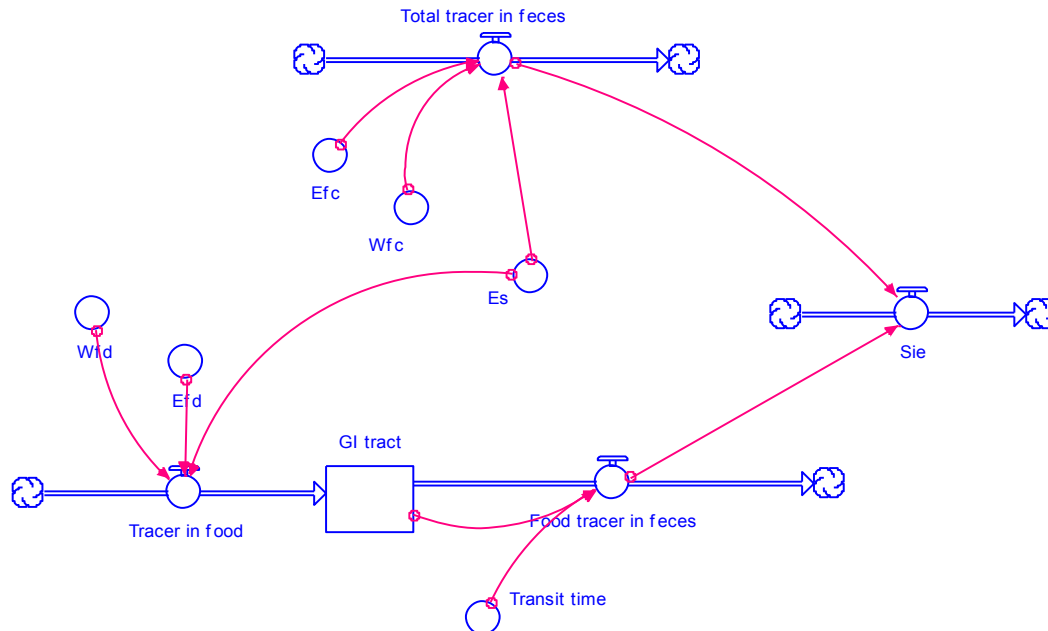 Total tracer in feces
Efc
Wfc
Es
Wfd
Sie
Efd
GI tract
Tracer in food
Food tracer in feces
Transit time